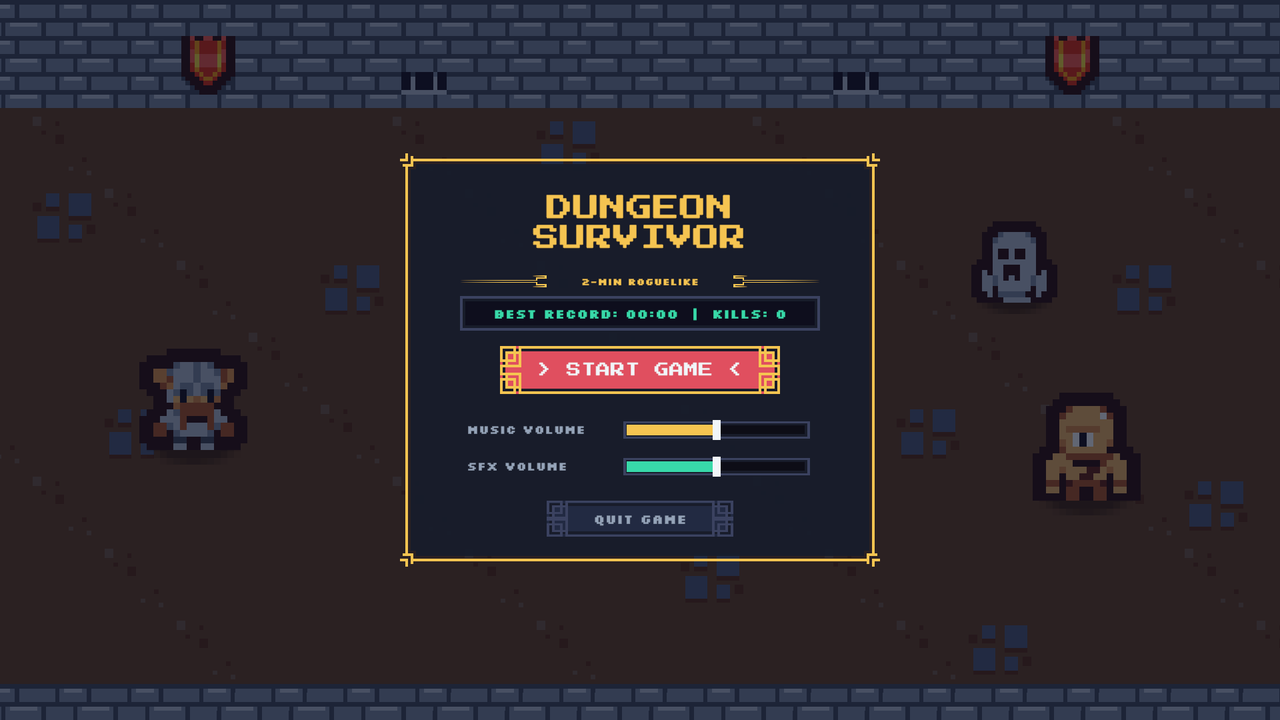 DUNGEON
SURVIVOR
2-MIN ROGUELIKE
BEST RECORD: 00:00 | KILLS: 0
> START GAME <
MUSIC VOLUME
SFX VOLUME
QUIT GAME